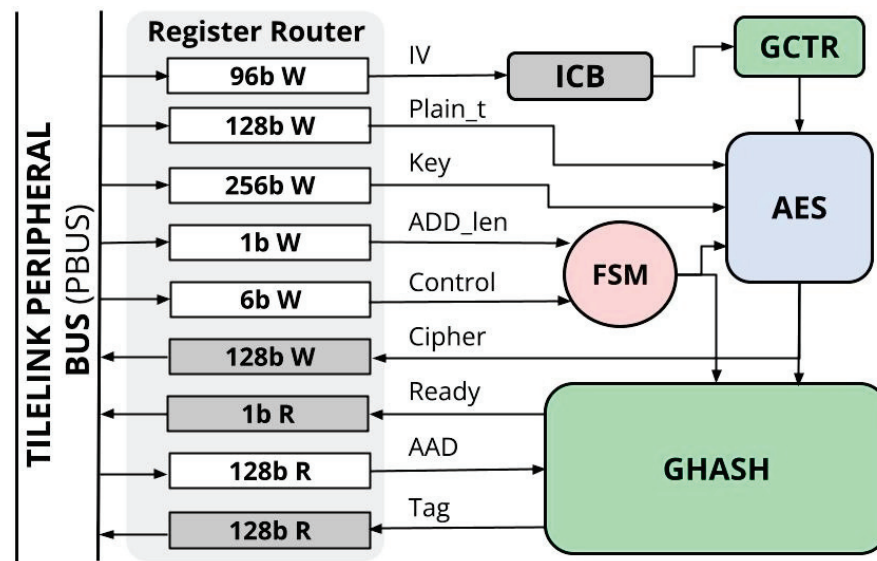 TILELINK PERIPHERAL
BUS (PBUS)
Register Router
96b W
IV
ICB
GCTR
128b W
Plain_t
256b W
Key
AES
1b W
ADD_len
FSM
6b W
Control
128b W
Cipher
1b R
Ready
128b R
AAD
GHASH
128b R
Tag